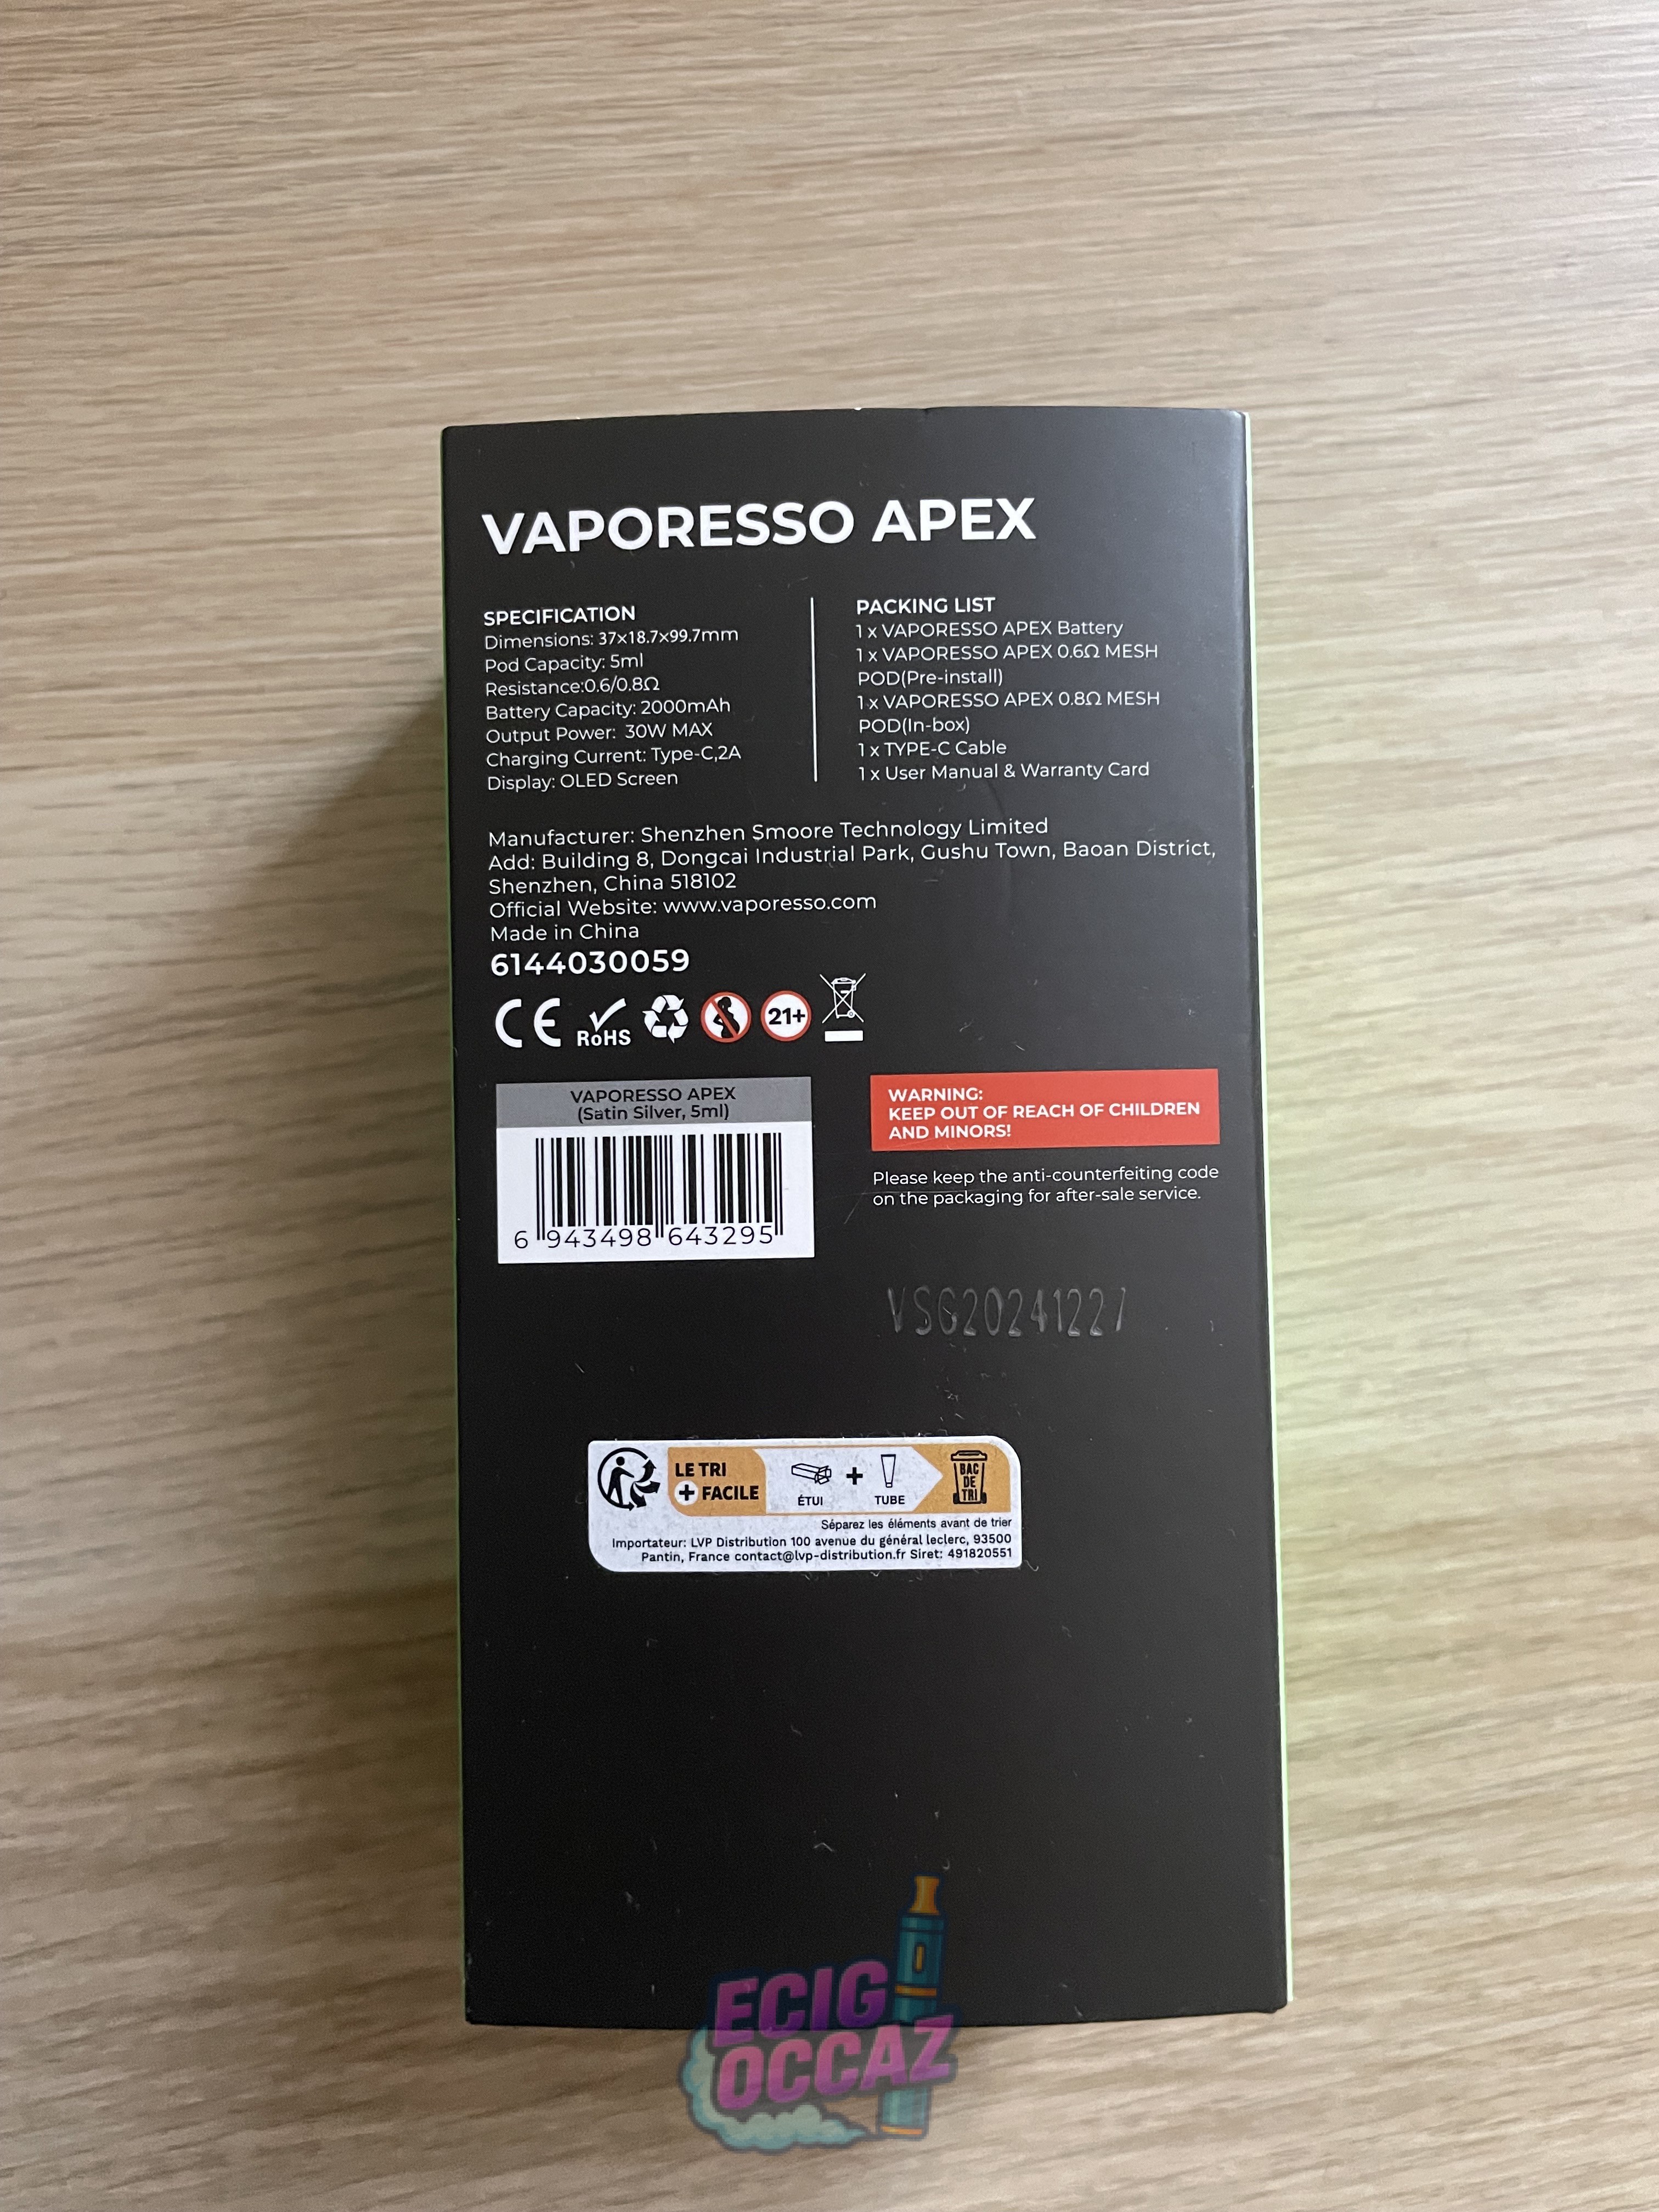 VAPORESSO APEX
SPECIFICATION
Dimensions: 37×18.7×99.7mm
Pod Capacity: 5ml
Resistance:0.6/0.8Ω
Battery Capacity: 2000mAh
Output Power: 30W MAX
Charging Current: Type-C,2A
Display: OLED Screen
PACKING LIST
1 x VAPORESSO APEX Battery
1 x VAPORESSO APEX 0.6Ω MESH
POD(Pre-install)
1 x VAPORESSO APEX 0.8Ω MESH
POD(In-box)
1 x TYPE-C Cable
1 x User Manual & Warranty Card
Manufacturer: Shenzhen Smoore Technology Limited
Add: Building 8, Dongcai Industrial Park, Gushu Town, Baoan District,
Shenzhen, China 518102
Official Website: www.vaporesso.com
Made in China
6144030059
CE RoHS 21+
VAPORESSO APEX
(Satin Silver, 5ml)
6 943498 643295
WARNING:
KEEP OUT OF REACH OF CHILDREN
AND MINORS!
Please keep the anti-counterfeiting code
on the packaging for after-sale service.
VSG20241227
LE TRI
+ FACILE
ÉTUI
+
TUBE
BAC
DE
TRI
Séparez les éléments avant de trier
Importateur: LVP Distribution 100 avenue du général leclerc, 93500
Pantin, France contact@lvp-distribution.fr Siret: 491820551
ECIG
OCCAZ